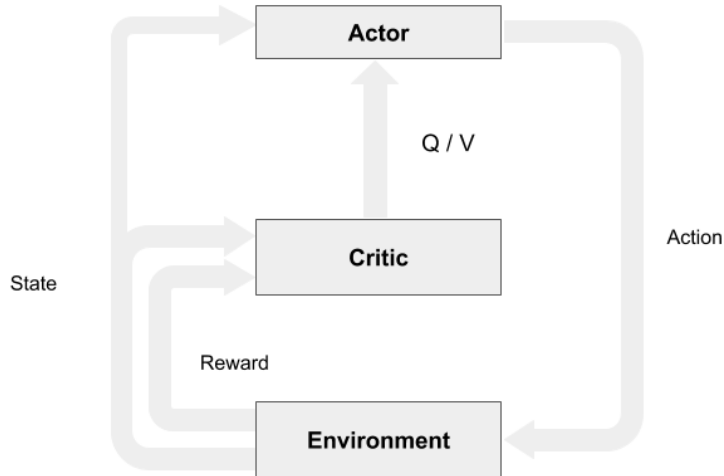 Actor
Q / V
Action
Critic
State
Reward
Environment